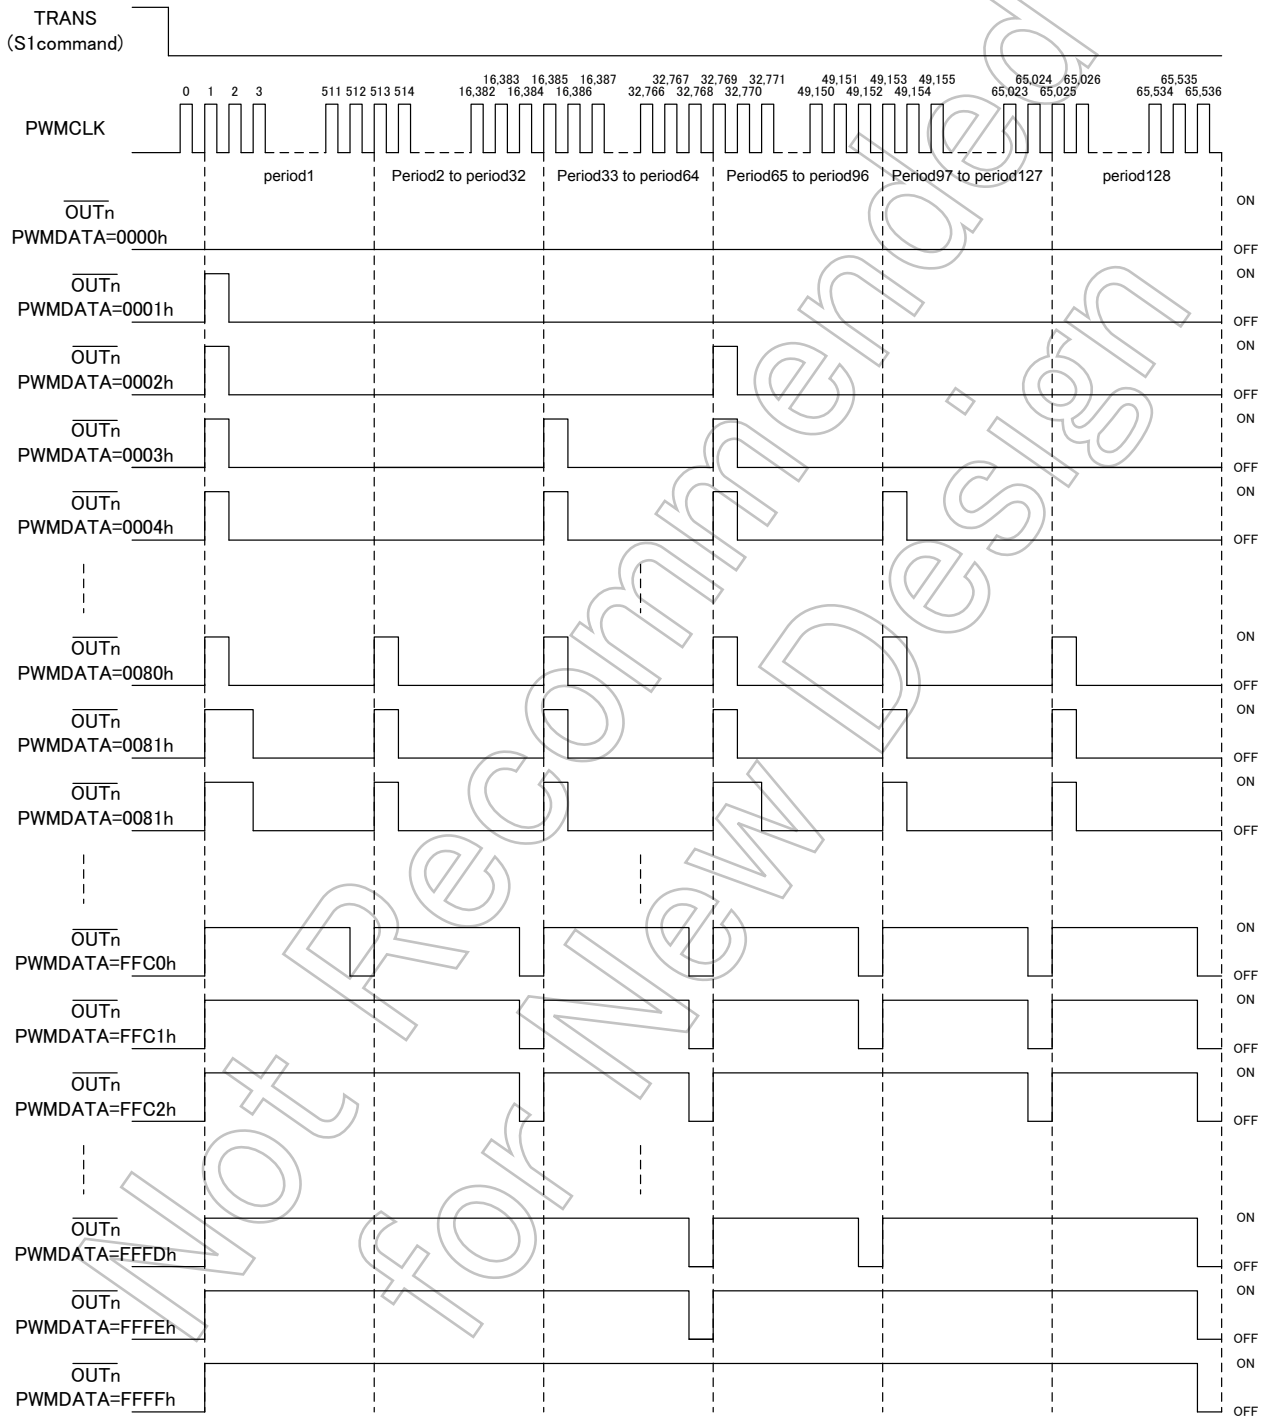 TRANS
(S1command)
16,383 16,385 16,387 32,767 32,769 32,771 49,151 49,153 49,155 65,024 65,026 65,535
0 1 2 3 511 512 513 514 16,382 16,384 16,386 32,766 32,768 32,770 49,150 49,152 49,154 65,023 65,025 65,534 65,536
PWMCLK
period1 Period2 to period32 Period33 to period64 Period65 to period96 Period97 to period127 period128
OUTn ON
PWMDATA=0000h OFF
OUTn ON
PWMDATA=0001h OFF
OUTn ON
PWMDATA=0002h OFF
OUTn ON
PWMDATA=0003h OFF
OUTn ON
PWMDATA=0004h OFF
OUTn ON
PWMDATA=0080h OFF
OUTn ON
PWMDATA=0081h OFF
OUTn ON
PWMDATA=0081h OFF
OUTn ON
PWMDATA=FFC0h OFF
OUTn ON
PWMDATA=FFC1h OFF
OUTn ON
PWMDATA=FFC2h OFF
OUTn ON
PWMDATA=FFFDh OFF
OUTn ON
PWMDATA=FFFEh OFF
OUTn ON
PWMDATA=FFFFh OFF
Not Recommended
for New Design